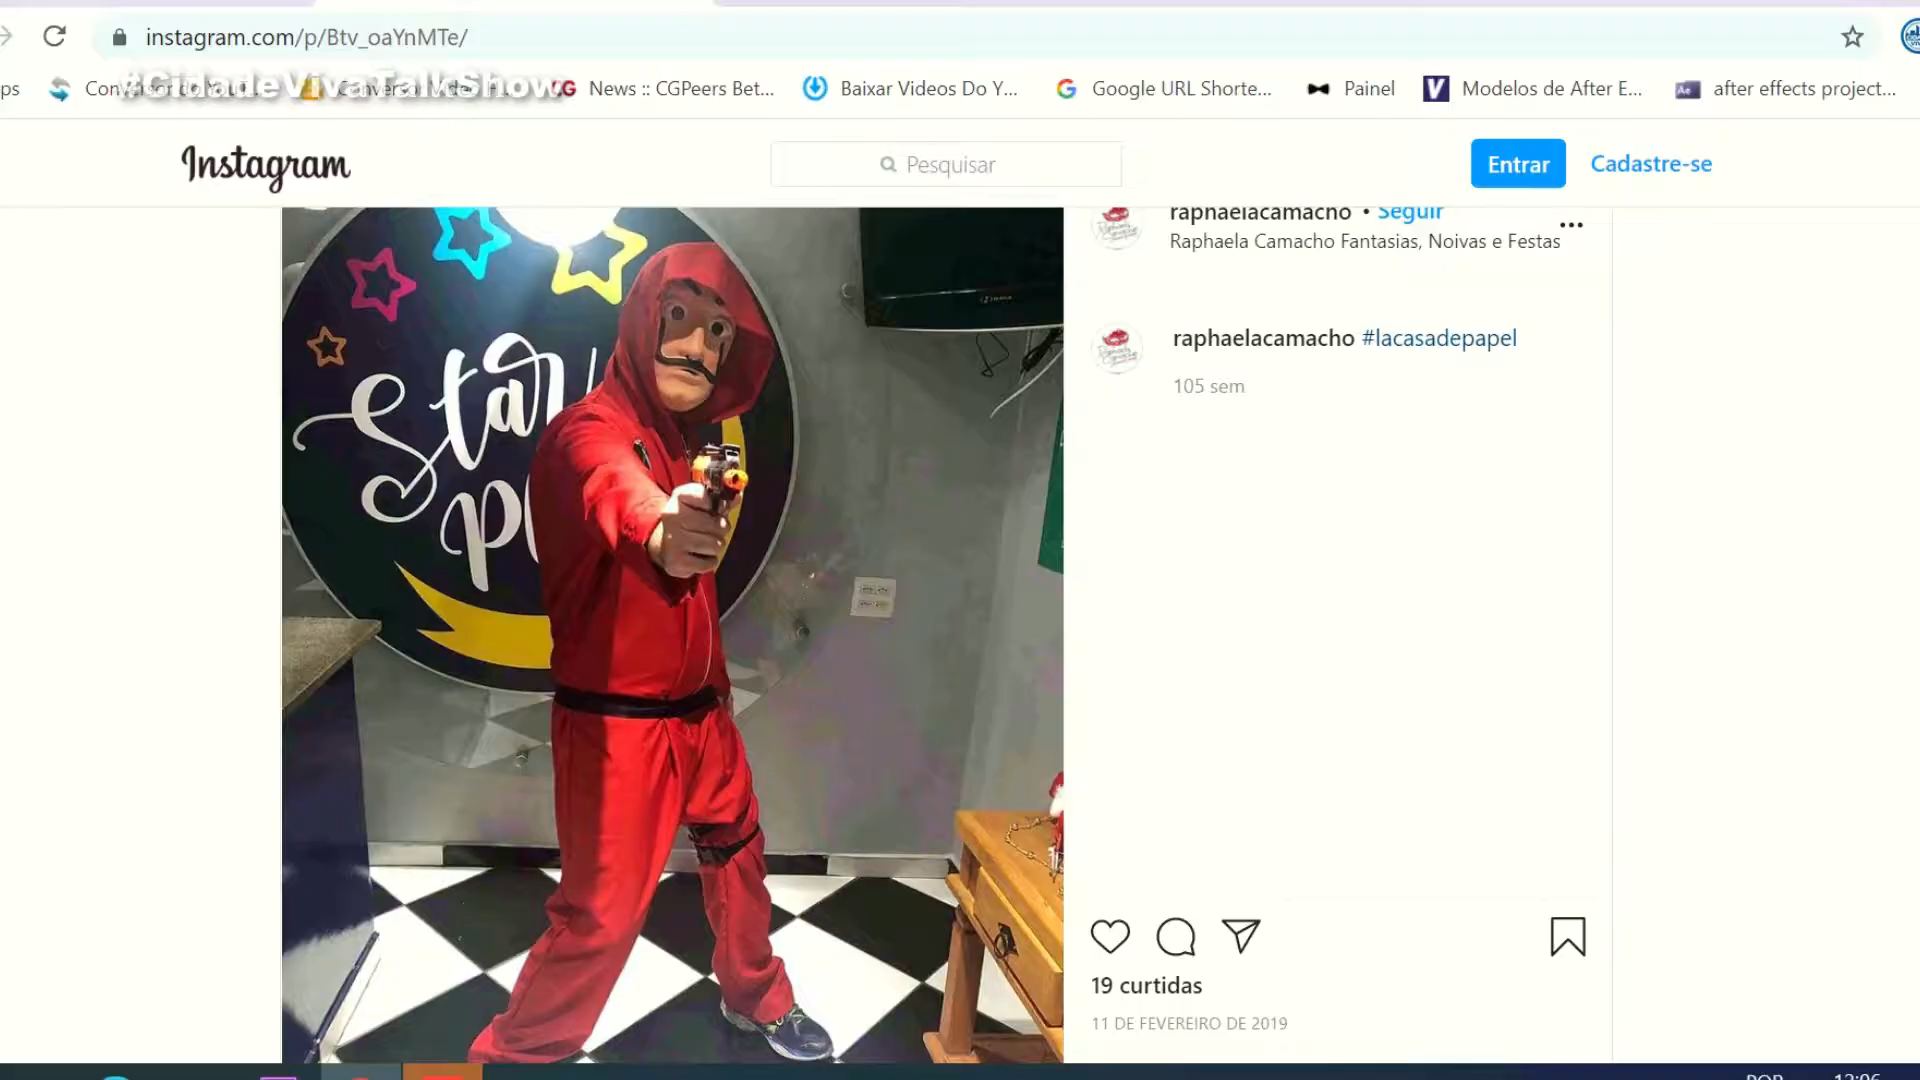 instagram.com/p/Btv_oaYnMTe/
#CidadeVivaTalkShow
ps
News :: CGPeers Bet...
Baixar Videos Do Y...
Google URL Shorte...
Painel
Modelos de After E...
after effects project...
Instagram
Pesquisar
Entrar
Cadastre-se
raphaelacamacho • Seguir
Raphaela Camacho Fantasias, Noivas e Festas
raphaelacamacho #lacasadepapel
105 sem
Star
19 curtidas
11 DE FEVEREIRO DE 2019